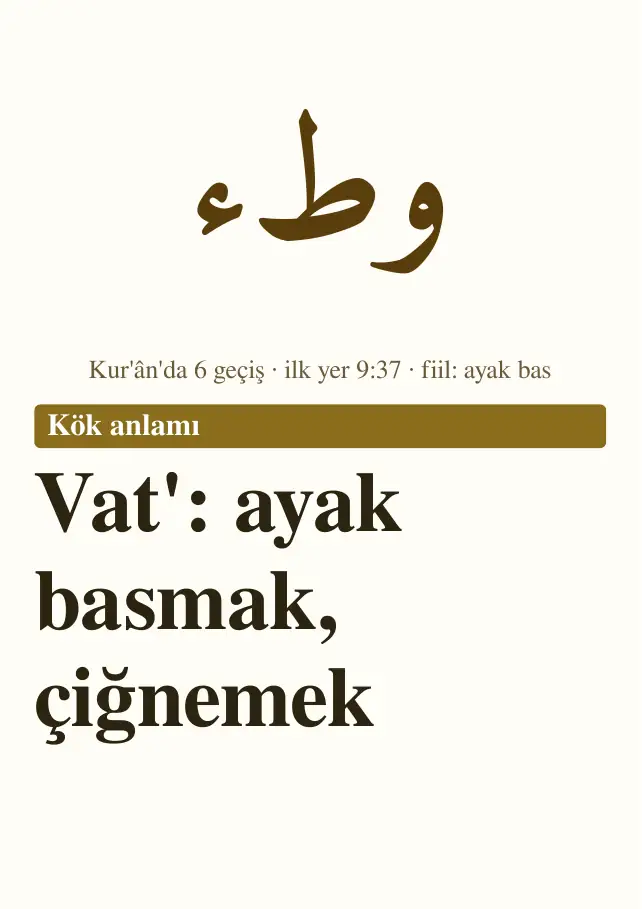 وطء
Kur'ân'da 6 geçiş · ilk yer 9:37 · fiil: ayak bas
Kök anlamı
Vat': ayak
basmak,
çiğnemek